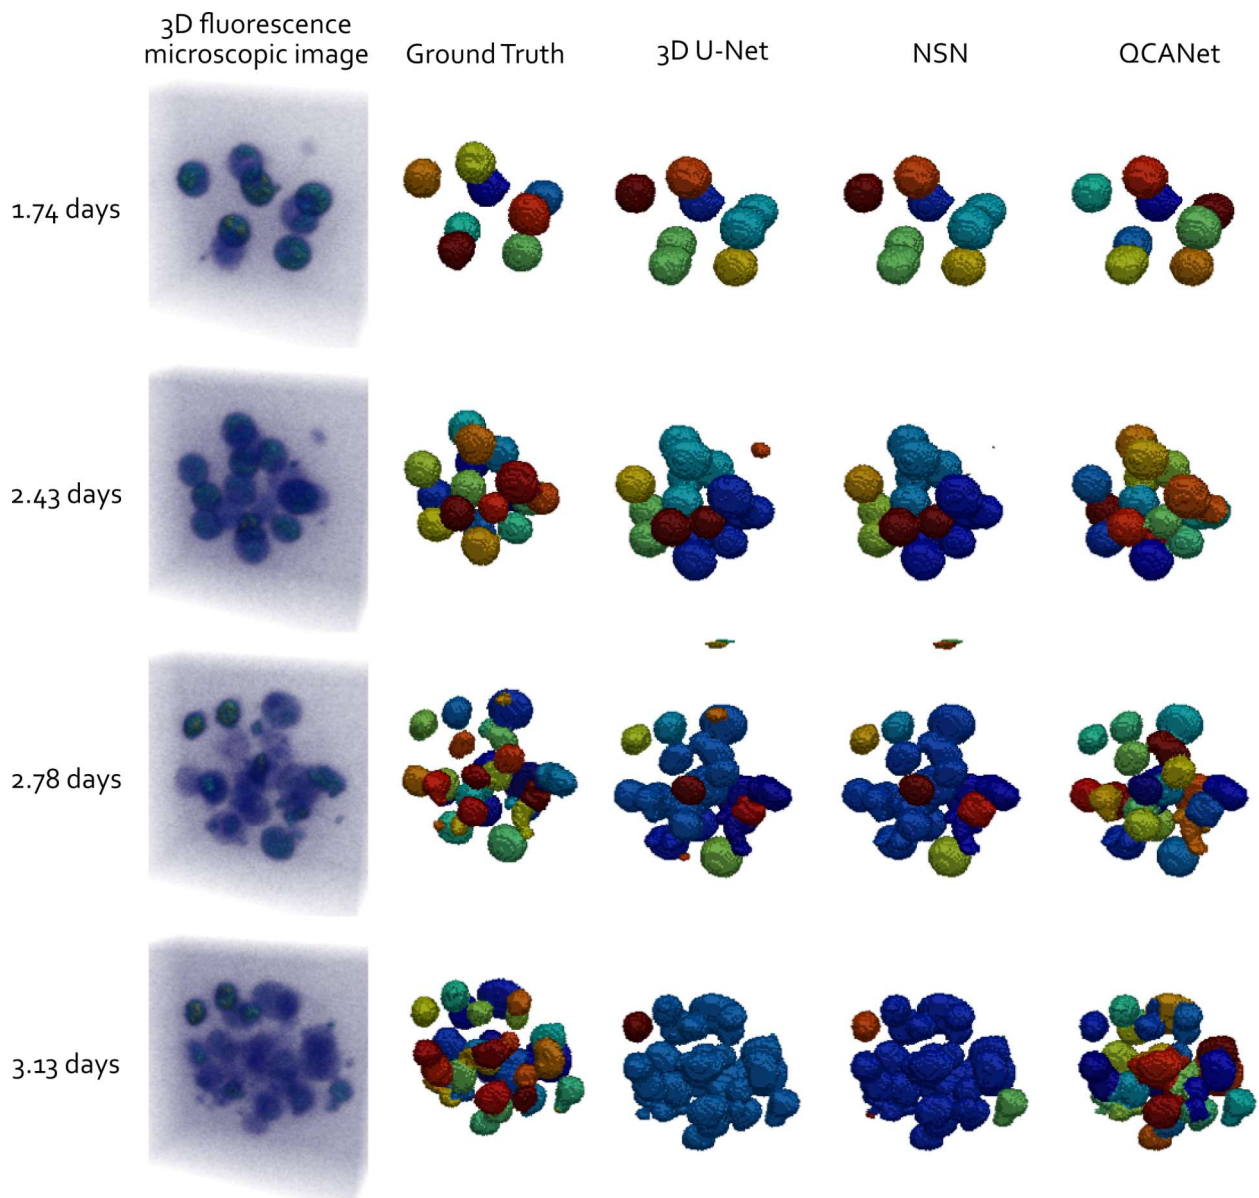 3D fluorescence
microscopic image
Ground Truth
3D U-Net
NSN
QCANet
1.74 days
2.43 days
2.78 days
3.13 days